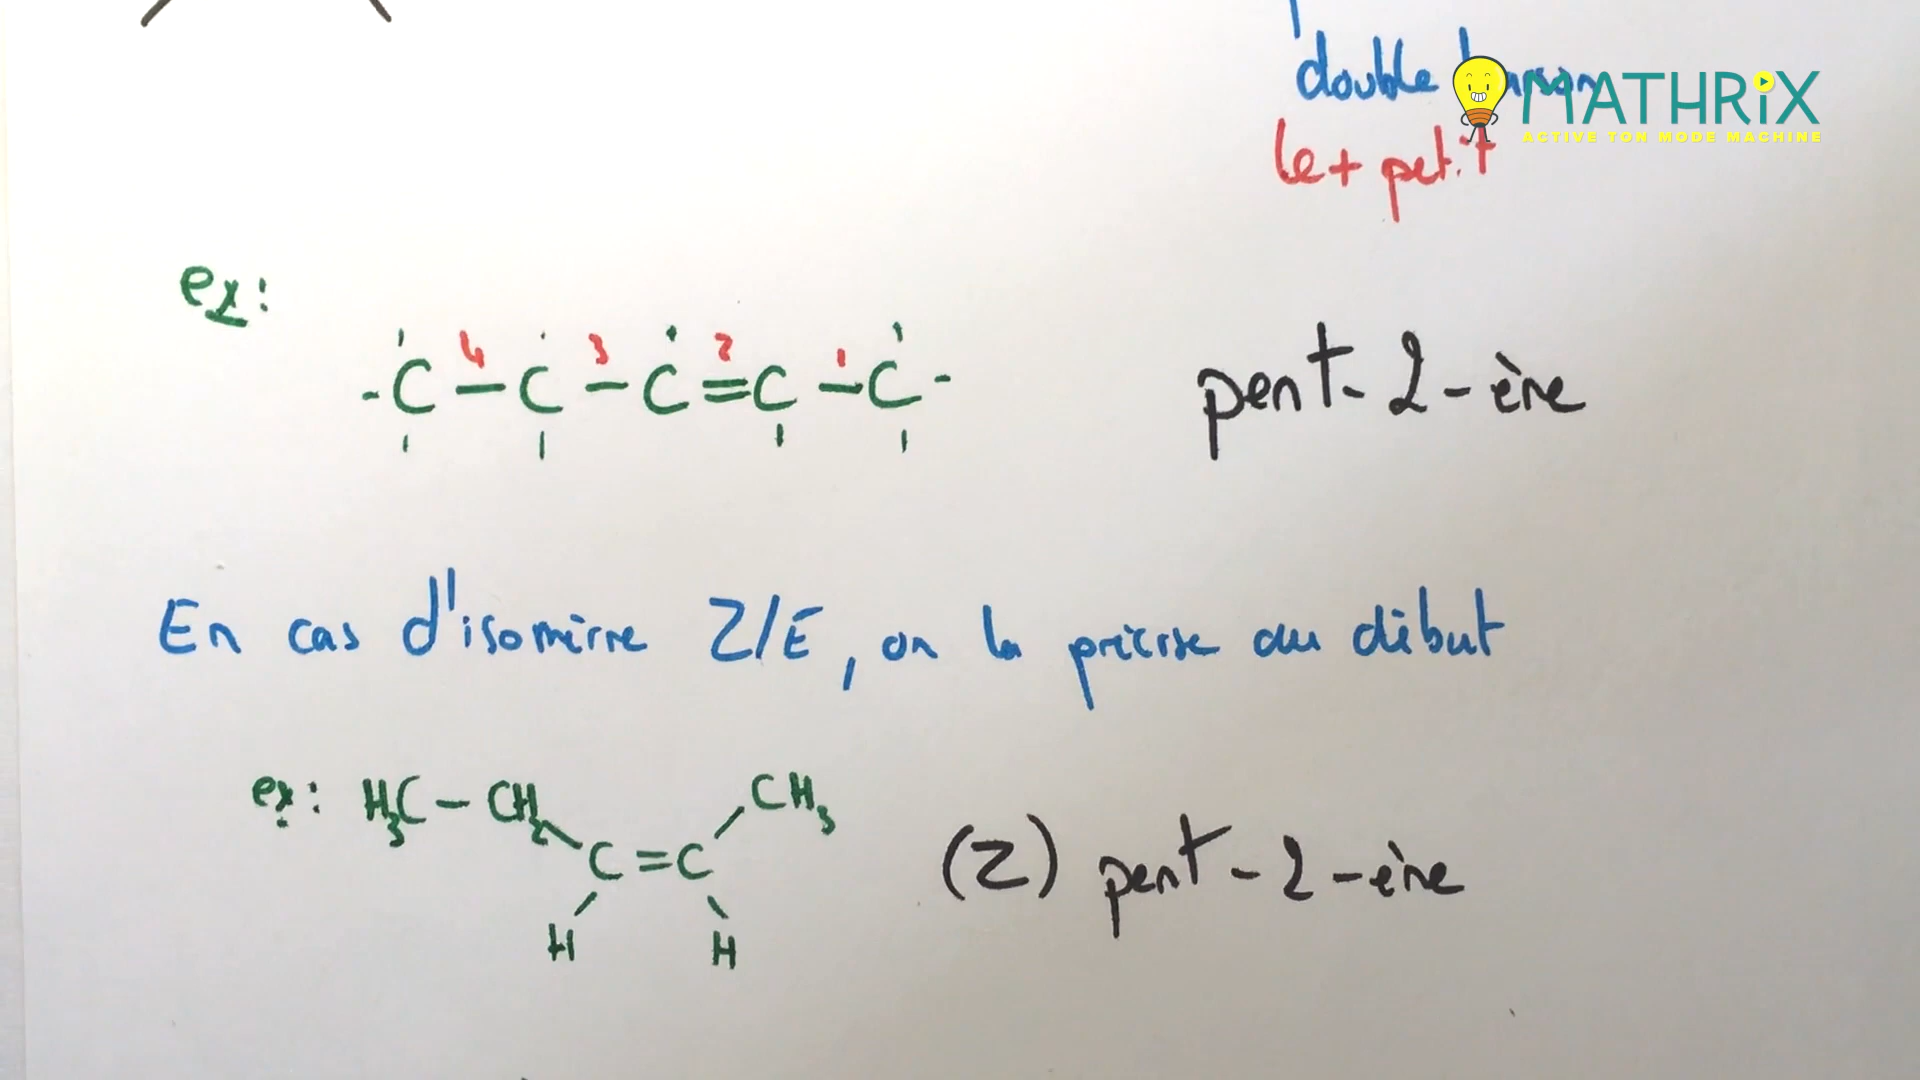 double
MATHRiX
ACTIVE TON MODE MACHINE
le + petit
ex:
4 3 2 1
- C - C - C = C - C -
pent-2-ène
En cas d'isomérie Z/E, on la précise au début
ex: H3C - CH2 CH3
C = C
H H
(Z) pent-2-ène